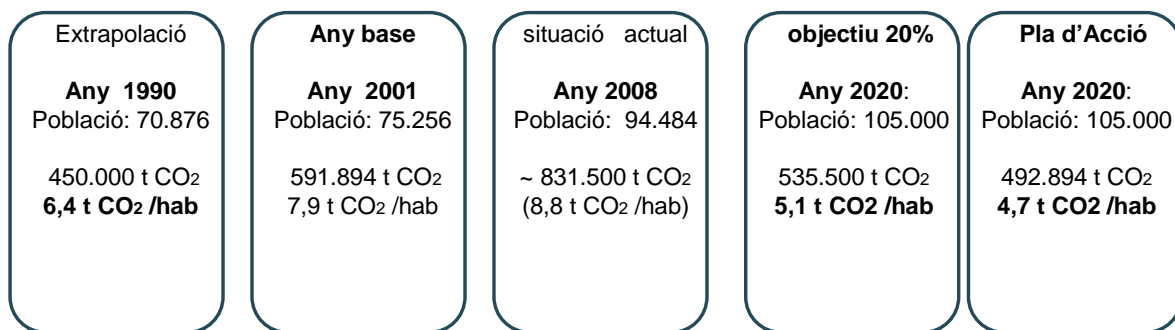 Extrapolació
Any 1990
Població: 70.876
450.000 t CO2
6,4 t CO2 /hab
Any base
Any 2001
Població: 75.256
591.894 t CO2
7,9 t CO2 /hab
situació actual
Any 2008
Població: 94.484
~ 831.500 t CO2
(8,8 t CO2 /hab)
objectiu 20%
Any 2020:
Població: 105.000
535.500 t CO2
5,1 t CO2 /hab
Pla d’Acció
Any 2020:
Població: 105.000
492.894 t CO2
4,7 t CO2 /hab